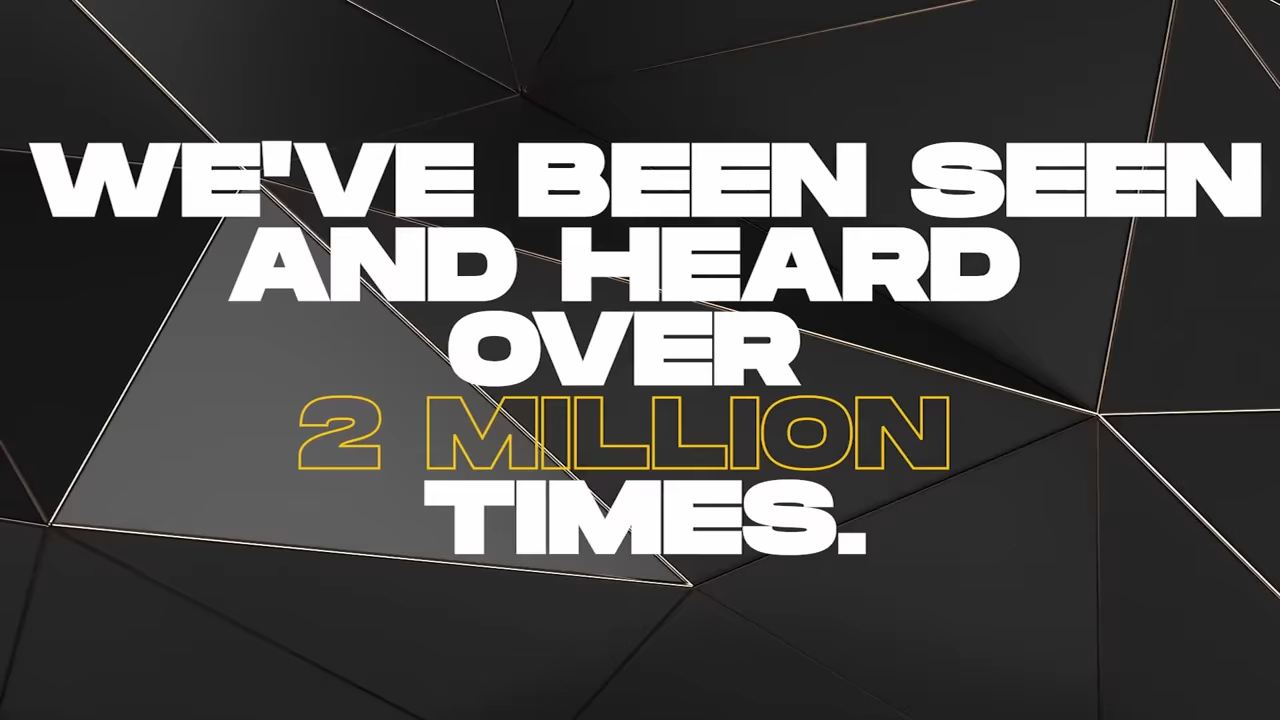 WE'VE BEEN SEEN
AND HEARD
OVER
2 MILLION
TIMES.